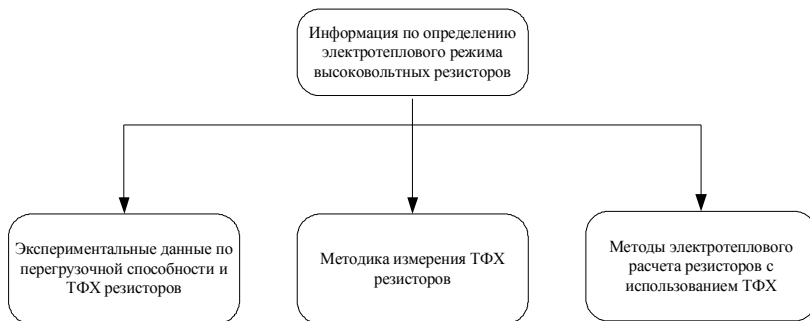 Информация по определению
электротеплового режима
высоковольтных резисторов
Экспериментальные данные по
перегрузочной способности и
ТФХ резисторов
Методика измерения ТФХ
резисторов
Методы электротеплового
расчета резисторов с
использованием ТФХ